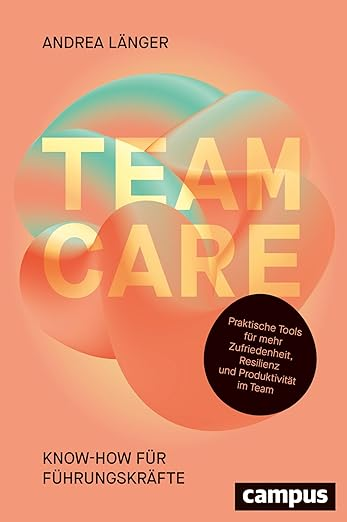 ANDREA LÄNGER
TEAM
CARE
Praktische Tools
für mehr
Zufriedenheit,
Resilienz
und Produktivität
im Team
KNOW-HOW FÜR
FÜHRUNGSKRÄFTE
campus